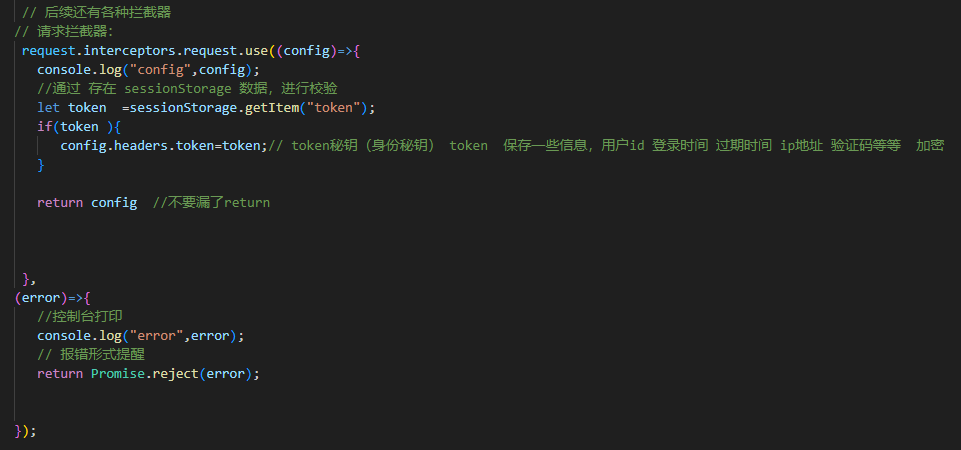 // 后续还有各种拦截器
// 请求拦截器:
request.interceptors.request.use((config)=>{
console.log("config",config);
//通过 存在 sessionStorage 数据，进行校验
let token  =sessionStorage.getItem("token");
if(token ){
config.headers.token=token;// token秘钥（身份秘钥） token  保存一些信息，用户id 登录时间 过期时间 ip地址 验证码等等  加密
}
return config  //不要漏了return
},
(error)=>{
//控制台打印
console.log("error",error);
// 报错形式提醒
return Promise.reject(error);
});